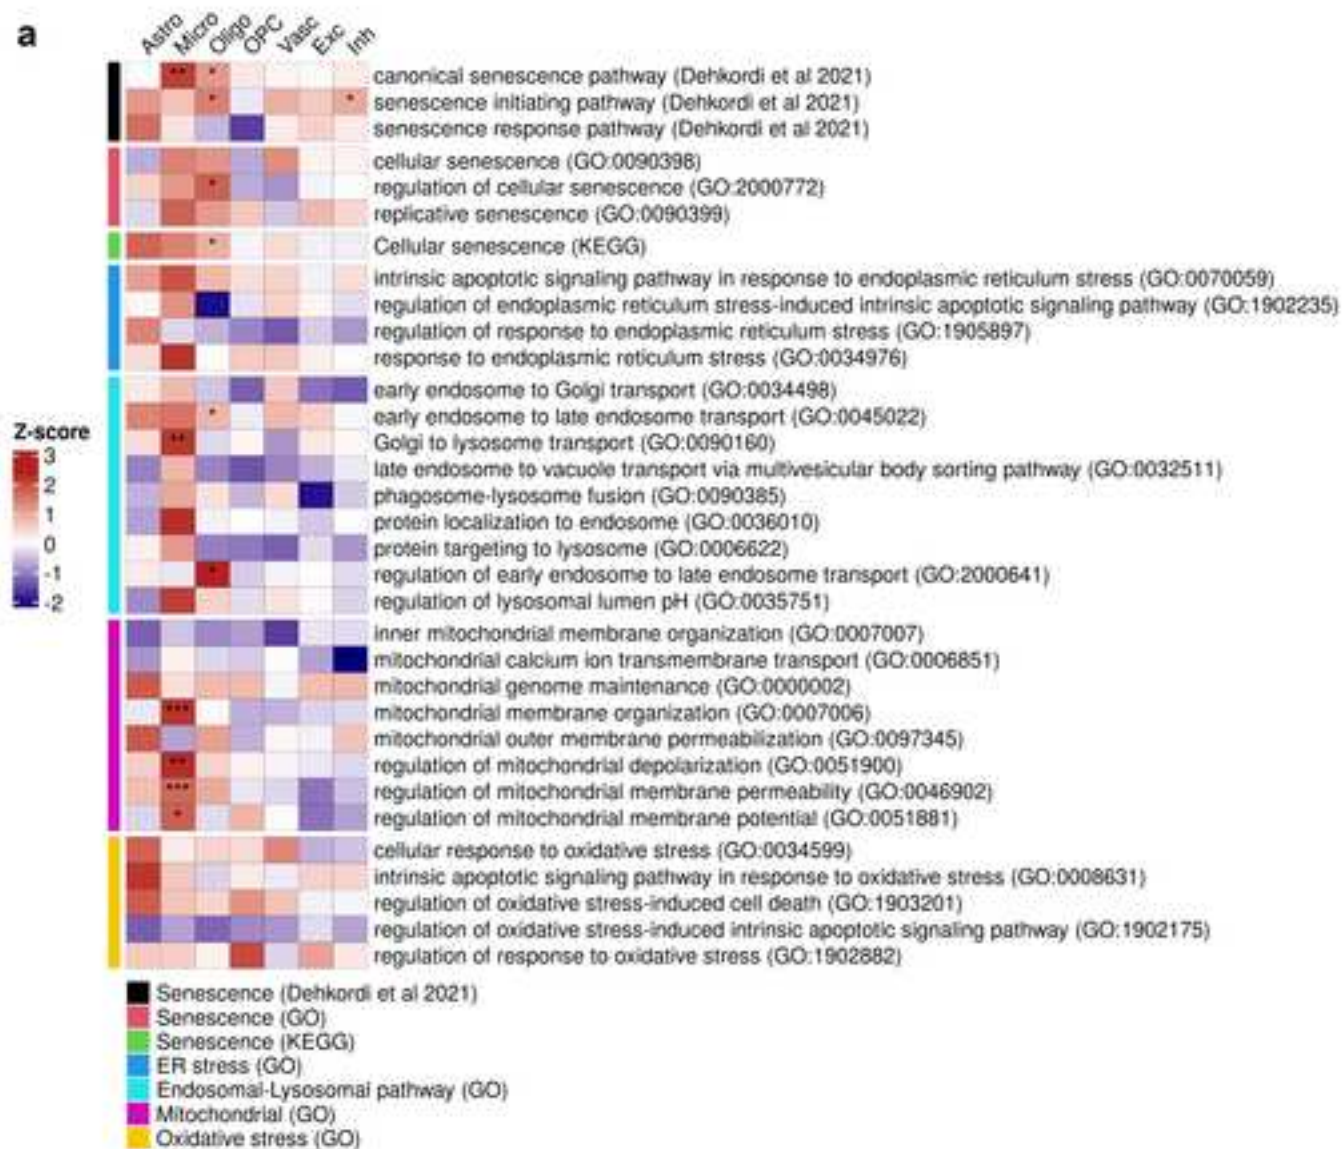 a
Astro Micro Oligo OPC Vasc Exc Inh
** * canonical senescence pathway (Dehkordi et al 2021)
* * senescence initiating pathway (Dehkordi et al 2021)
senescence response pathway (Dehkordi et al 2021)
cellular senescence (GO:0090398)
* regulation of cellular senescence (GO:2000772)
replicative senescence (GO:0090399)
* Cellular senescence (KEGG)
intrinsic apoptotic signaling pathway in response to endoplasmic reticulum stress (GO:0070059)
regulation of endoplasmic reticulum stress-induced intrinsic apoptotic signaling pathway (GO:1902235)
regulation of response to endoplasmic reticulum stress (GO:1905897)
response to endoplasmic reticulum stress (GO:0034976)
early endosome to Golgi transport (GO:0034498)
* early endosome to late endosome transport (GO:0045022)
** Golgi to lysosome transport (GO:0090160)
late endosome to vacuole transport via multivesicular body sorting pathway (GO:0032511)
phagosome-lysosome fusion (GO:0090385)
protein localization to endosome (GO:0036010)
protein targeting to lysosome (GO:0006622)
* regulation of early endosome to late endosome transport (GO:2000641)
regulation of lysosomal lumen pH (GO:0035751)
inner mitochondrial membrane organization (GO:0007007)
mitochondrial calcium ion transmembrane transport (GO:0006851)
mitochondrial genome maintenance (GO:0000002)
*** mitochondrial membrane organization (GO:0007006)
mitochondrial outer membrane permeabilization (GO:0097345)
** regulation of mitochondrial depolarization (GO:0051900)
*** regulation of mitochondrial membrane permeability (GO:0046902)
* regulation of mitochondrial membrane potential (GO:0051881)
cellular response to oxidative stress (GO:0034599)
intrinsic apoptotic signaling pathway in response to oxidative stress (GO:0008631)
regulation of oxidative stress-induced cell death (GO:1903201)
regulation of oxidative stress-induced intrinsic apoptotic signaling pathway (GO:1902175)
regulation of response to oxidative stress (GO:1902882)
Z-score
3
2
1
0
-1
-2
Senescence (Dehkordi et al 2021)
Senescence (GO)
Senescence (KEGG)
ER stress (GO)
Endosomal-Lysosomal pathway (GO)
Mitochondrial (GO)
Oxidative stress (GO)